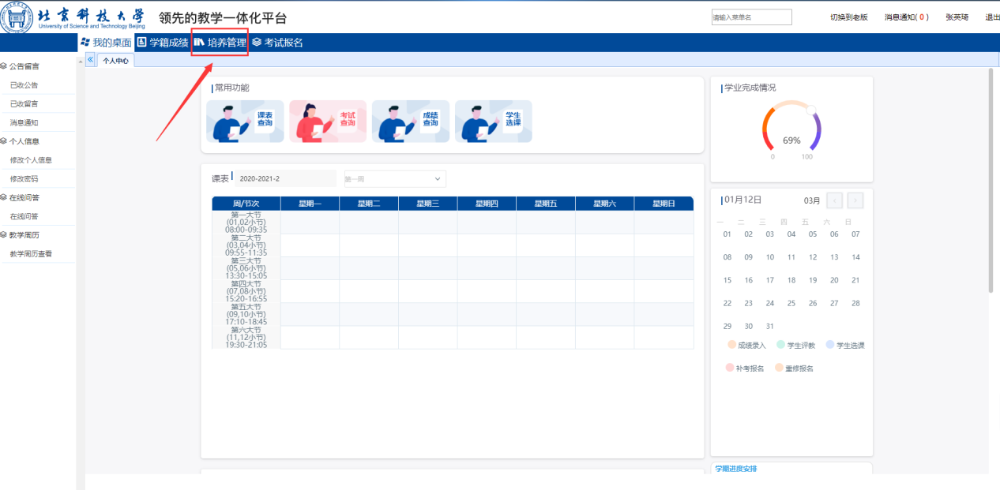 北京科技大学
University of Science and Technology Beijing
领先的教学一体化平台
请输入菜单名
切换到老版
消息通知( 0 )
张英琦
退出
我的桌面
学籍成绩
培养管理
考试报名
公告留言
已收公告
已收留言
消息通知
个人信息
修改个人信息
修改密码
在线问答
在线问答
教学周历
教学周历查看
个人中心
常用功能
课表
查询
考试
查询
成绩
查询
学生
选课
课表
2020-2021-2
第一周
周/节次 星期一 星期二 星期三 星期四 星期五 星期六 星期日
第一大节
(01,02小节)
08:00-09:35
第二大节
(03,04小节)
09:55-11:35
第三大节
(05,06小节)
13:30-15:05
第四大节
(07,08小节)
15:20-16:55
第五大节
(09,10小节)
17:10-18:45
第六大节
(11,12小节)
19:30-21:05
学业完成情况
69%
0 100
01月12日
03月
一 二 三 四 五 六 日
01 02 03 04 05 06 07
08 09 10 11 12 13 14
15 16 17 18 19 20 21
22 23 24 25 26 27 28
29 30 31
成绩录入 学生评教 学生选课
补考报名 重修报名
学期进度安排